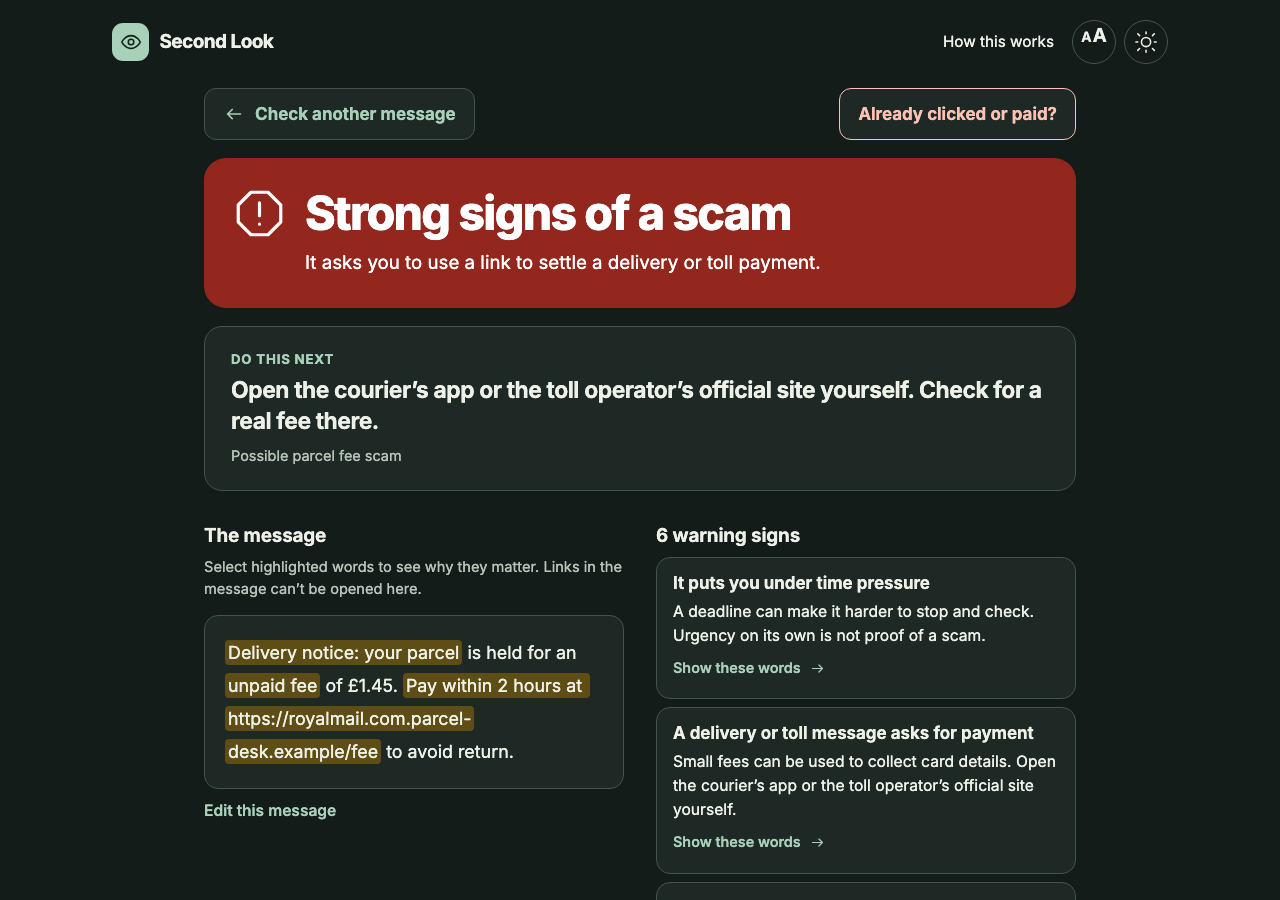 Second Look
How this works
AA
Check another message
Already clicked or paid?
Strong signs of a scam
It asks you to use a link to settle a delivery or toll payment.
DO THIS NEXT
Open the courier’s app or the toll operator’s official site yourself. Check for a
real fee there.
Possible parcel fee scam
The message
Select highlighted words to see why they matter. Links in the
message can’t be opened here.
Delivery notice: your parcel is held for an
unpaid fee of £1.45. Pay within 2 hours at
https://royalmail.com.parcel-
desk.example/fee to avoid return.
Edit this message
6 warning signs
It puts you under time pressure
A deadline can make it harder to stop and check.
Urgency on its own is not proof of a scam.
Show these words
A delivery or toll message asks for payment
Small fees can be used to collect card details. Open
the courier’s app or the toll operator’s official site
yourself.
Show these words